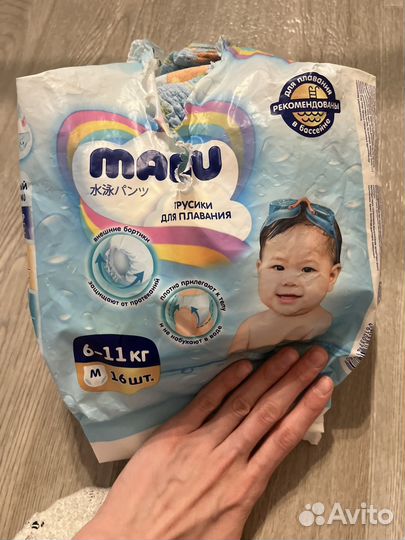 для плавания
РЕКОМЕНДОВАНЫ
в бассейне
MARU
水泳パンツ
ТРУСИКИ
ДЛЯ ПЛАВАНИЯ
внешние бортики
защищают от протеканий
плотно прилегают к телу
и не набухают в воде
6-11 КГ
M 16 ШТ.
Avito